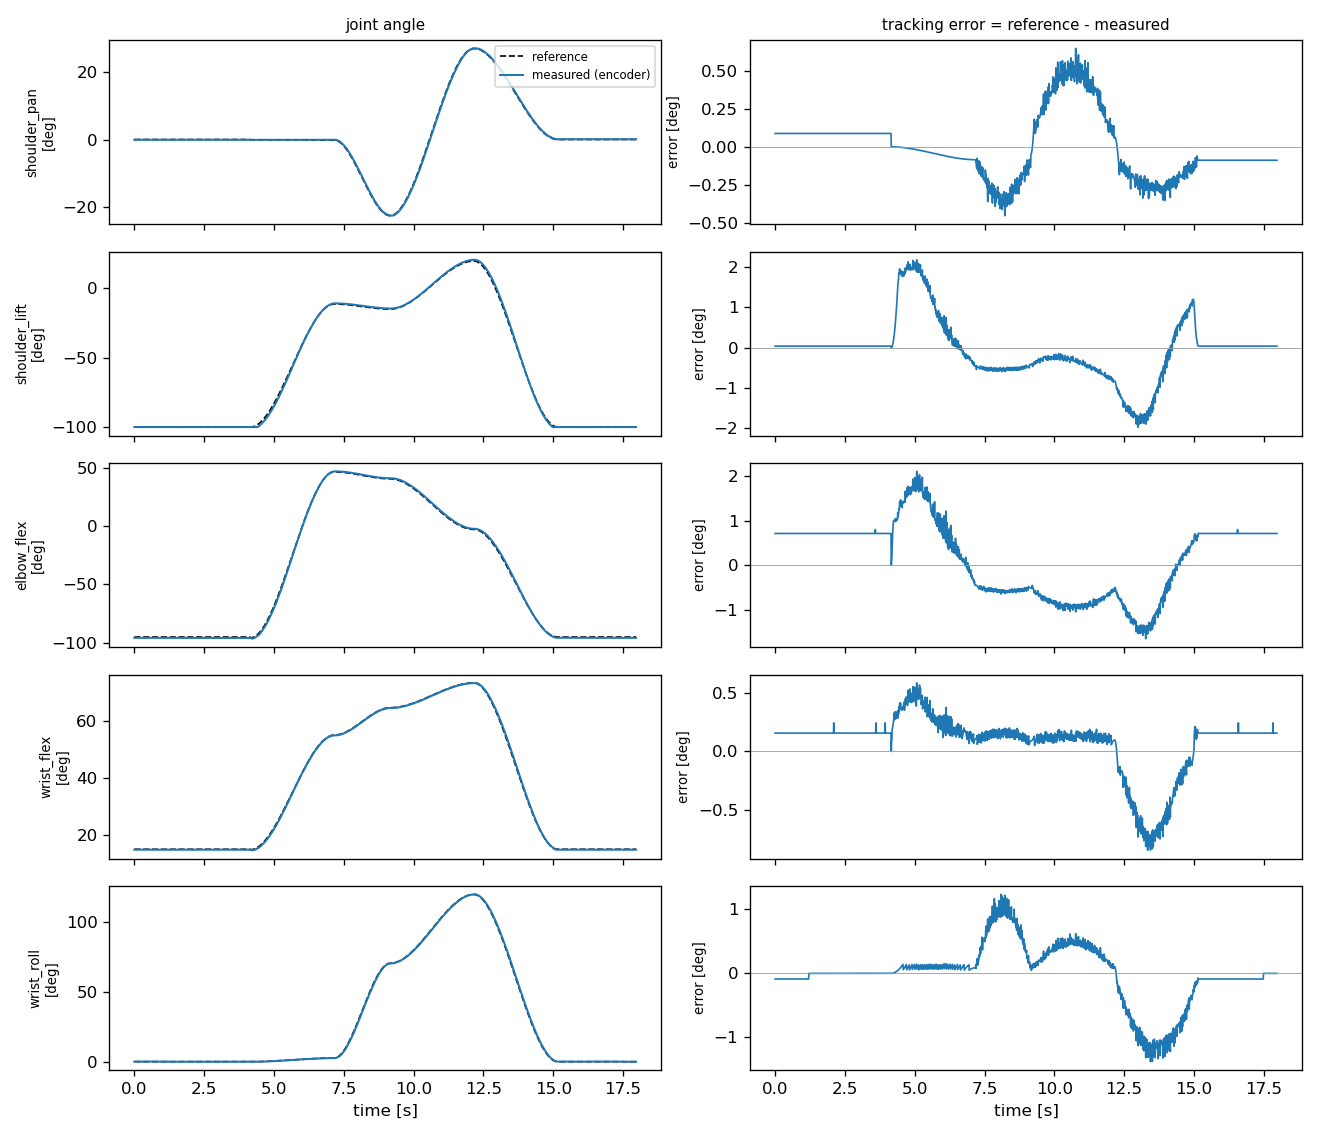 joint angle
tracking error = reference - measured
shoulder_pan
[deg]
20
0
−20
reference
measured (encoder)
error [deg]
0.50
0.25
0.00
−0.25
−0.50
shoulder_lift
[deg]
0
−50
−100
error [deg]
2
1
0
−1
−2
elbow_flex
[deg]
50
0
−50
−100
error [deg]
2
1
0
−1
wrist_flex
[deg]
60
40
20
error [deg]
0.5
0.0
−0.5
wrist_roll
[deg]
100
50
0
0.0 2.5 5.0 7.5 10.0 12.5 15.0 17.5
time [s]
error [deg]
1
0
−1
0.0 2.5 5.0 7.5 10.0 12.5 15.0 17.5
time [s]